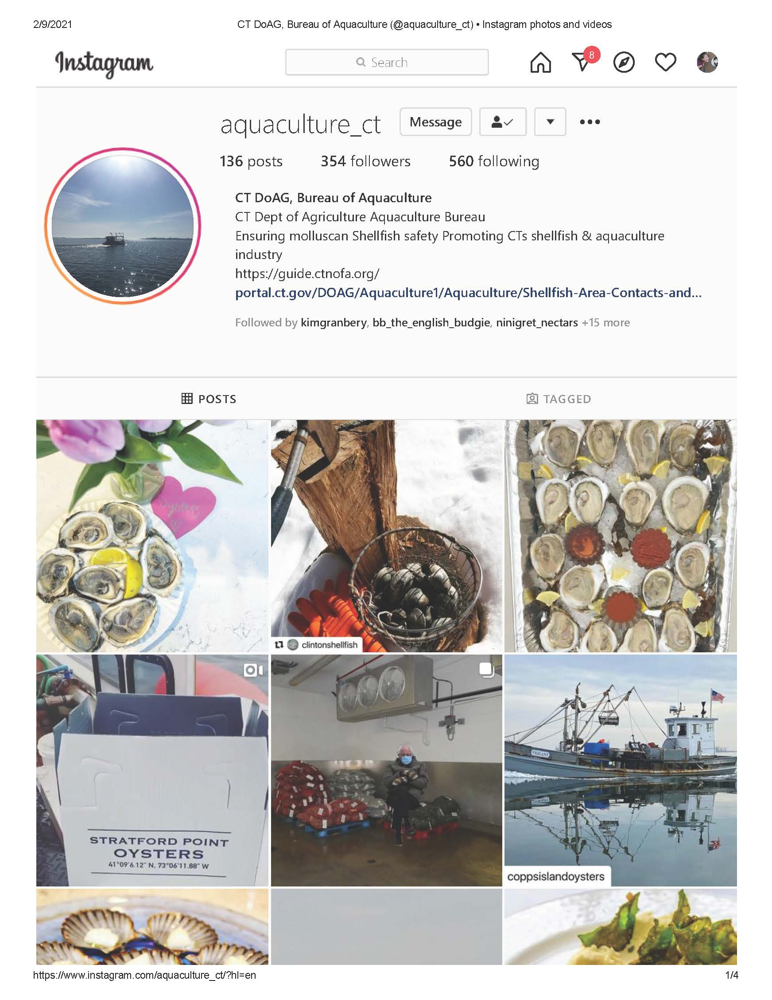 2/9/2021 CT DoAG, Bureau of Aquaculture (@aquaculture_ct) • Instagram photos and videos
Instagram Search 8
aquaculture_ct Message
136 posts 354 followers 560 following
CT DoAG, Bureau of Aquaculture
CT Dept of Agriculture Aquaculture Bureau
Ensuring molluscan Shellfish safety Promoting CTs shellfish & aquaculture
industry
https://guide.ctnofa.org/
portal.ct.gov/DOAG/Aquaculture1/Aquaculture/Shellfish-Area-Contacts-and...
Followed by kimgranbery, bb_the_english_budgie, ninigret_nectars +15 more
POSTS TAGGED
Oysters
clintonshellfish
STRATFORD POINT
OYSTERS
41°09'6.12" N, 73°06'11.88" W
VIGILANT
coppsislandoysters
https://www.instagram.com/aquaculture_ct/?hl=en 1/4